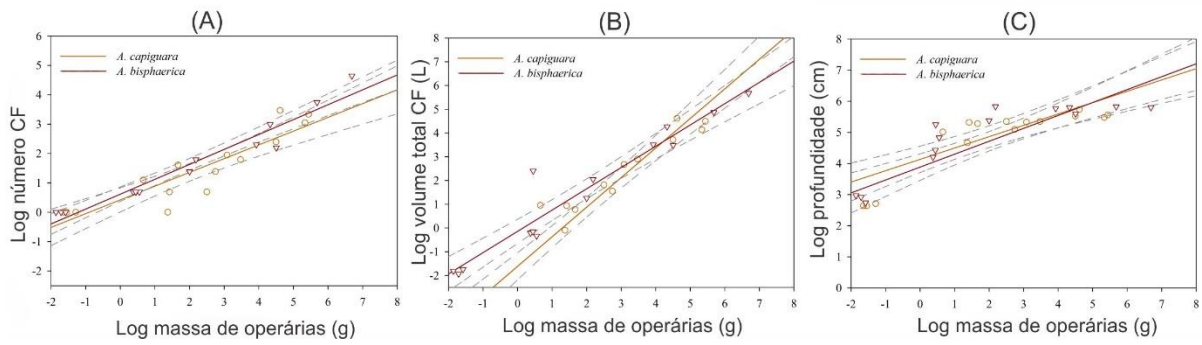 (A)
Log número CF
6
5
4
3
2
1
0
-1
-2
A. capiguara
A. bisphaerica
-2 -1 0 1 2 3 4 5 6 7 8
Log massa de operárias (g)
(B)
Log volume total CF (L)
8
7
6
5
4
3
2
1
0
-1
-2
A. capiguara
A. bisphaerica
-2 -1 0 1 2 3 4 5 6 7 8
Log massa de operárias (g)
(C)
Log profundidade (cm)
8
7
6
5
4
3
2
1
0
A. capiguara
A. bisphaerica
-2 -1 0 1 2 3 4 5 6 7 8
Log massa de operárias (g)